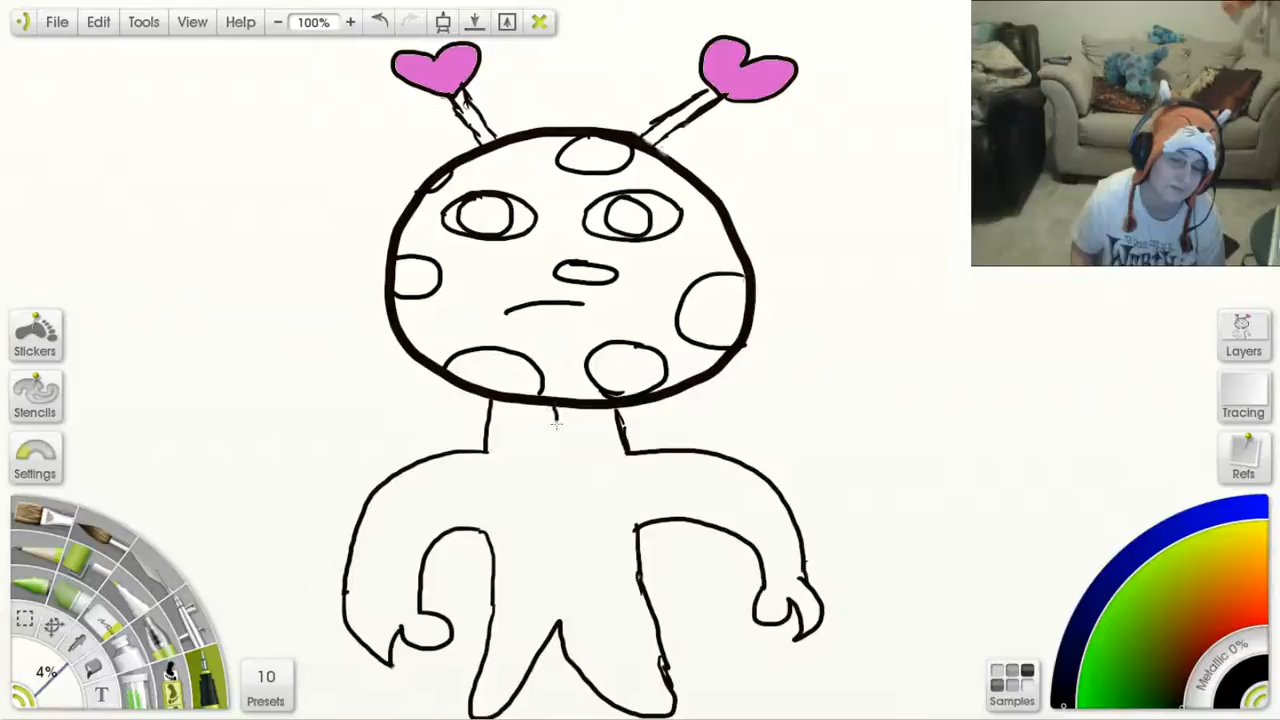 File Edit Tools View Help 100%
Stickers
Stencils
Settings
4%
T
10
Presets
Layers
Tracing
Refs
Metallic 0%
Samples